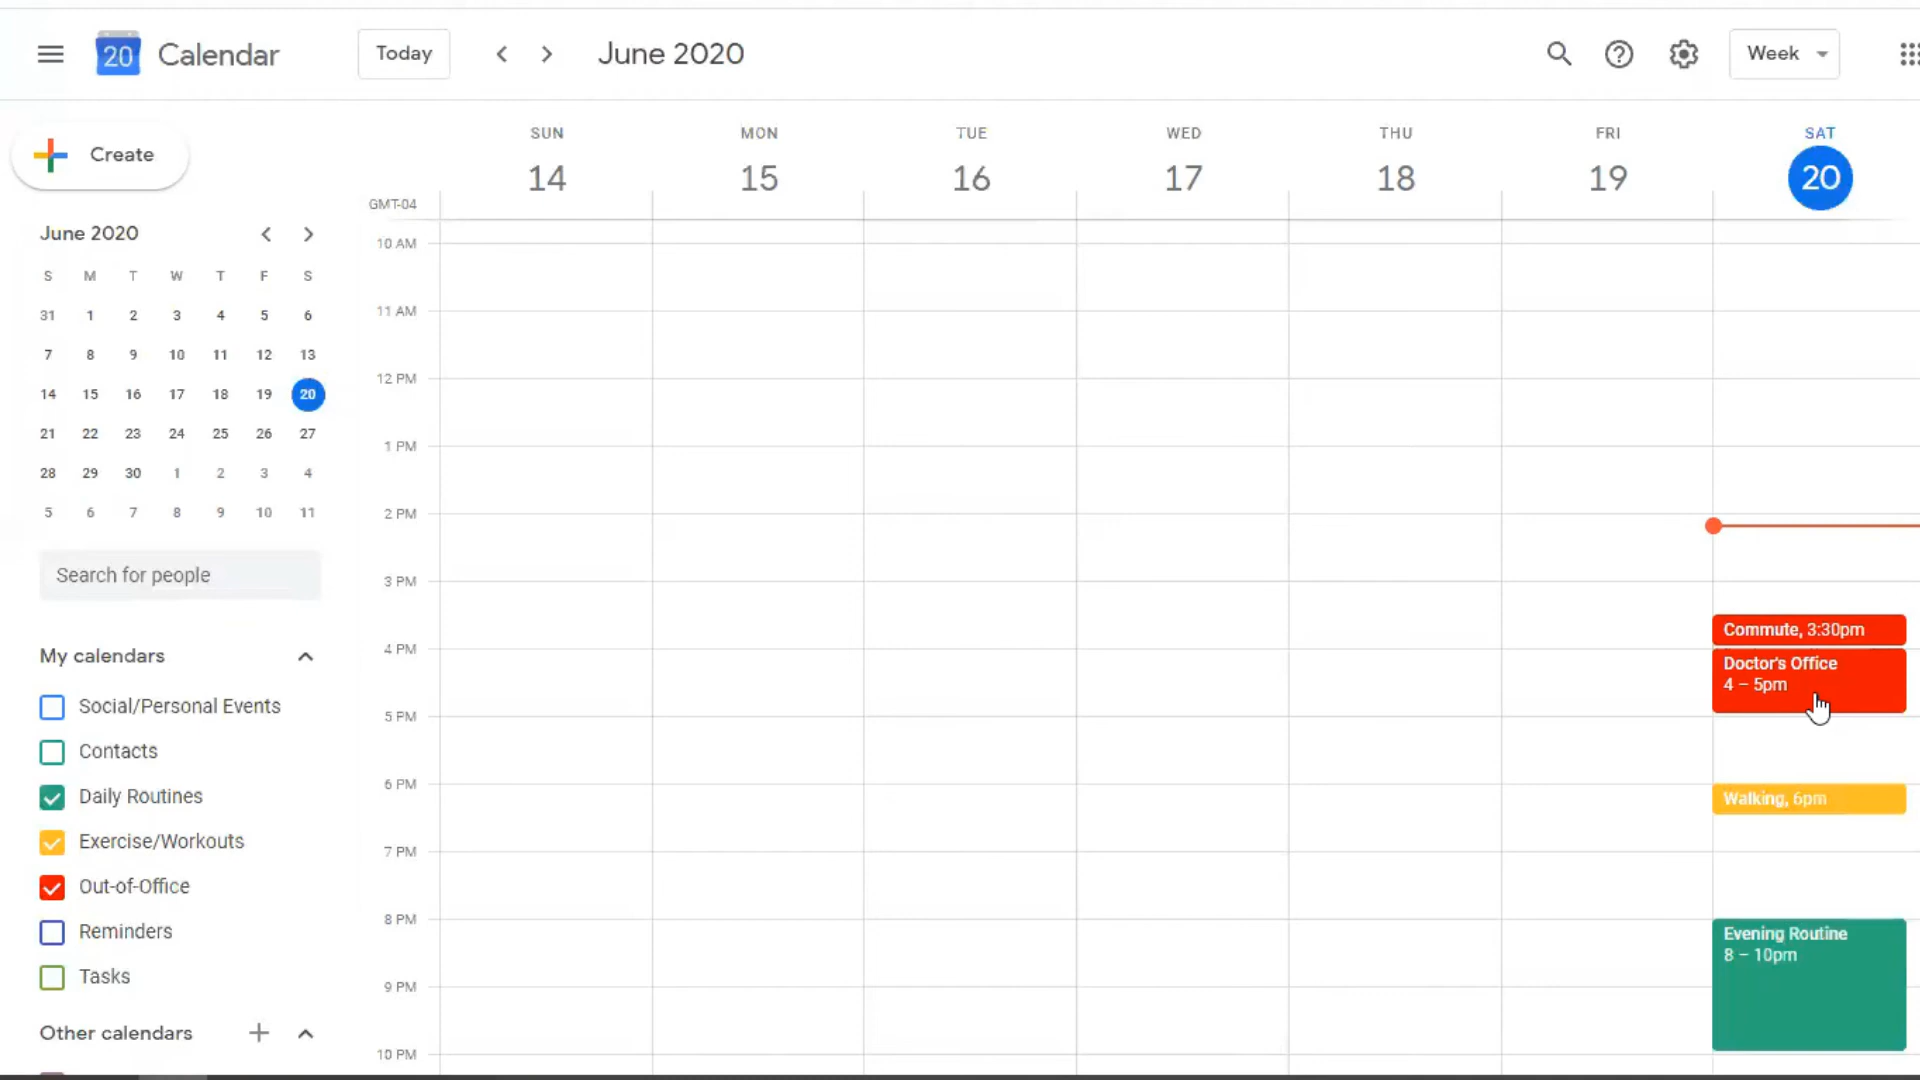 20 Calendar Today June 2020 Week
Create
SUN MON TUE WED THU FRI SAT
14 15 16 17 18 19 20
GMT-04
June 2020
S M T W T F S
31 1 2 3 4 5 6
7 8 9 10 11 12 13
14 15 16 17 18 19 20
21 22 23 24 25 26 27
28 29 30 1 2 3 4
5 6 7 8 9 10 11
Search for people
My calendars
Social/Personal Events
Contacts
Daily Routines
Exercise/Workouts
Out-of-Office
Reminders
Tasks
Other calendars
10 AM
11 AM
12 PM
1 PM
2 PM
3 PM
4 PM
5 PM
6 PM
7 PM
8 PM
9 PM
10 PM
Commute, 3:30pm
Doctor's Office
4 – 5pm
Walking, 6pm
Evening Routine
8 – 10pm